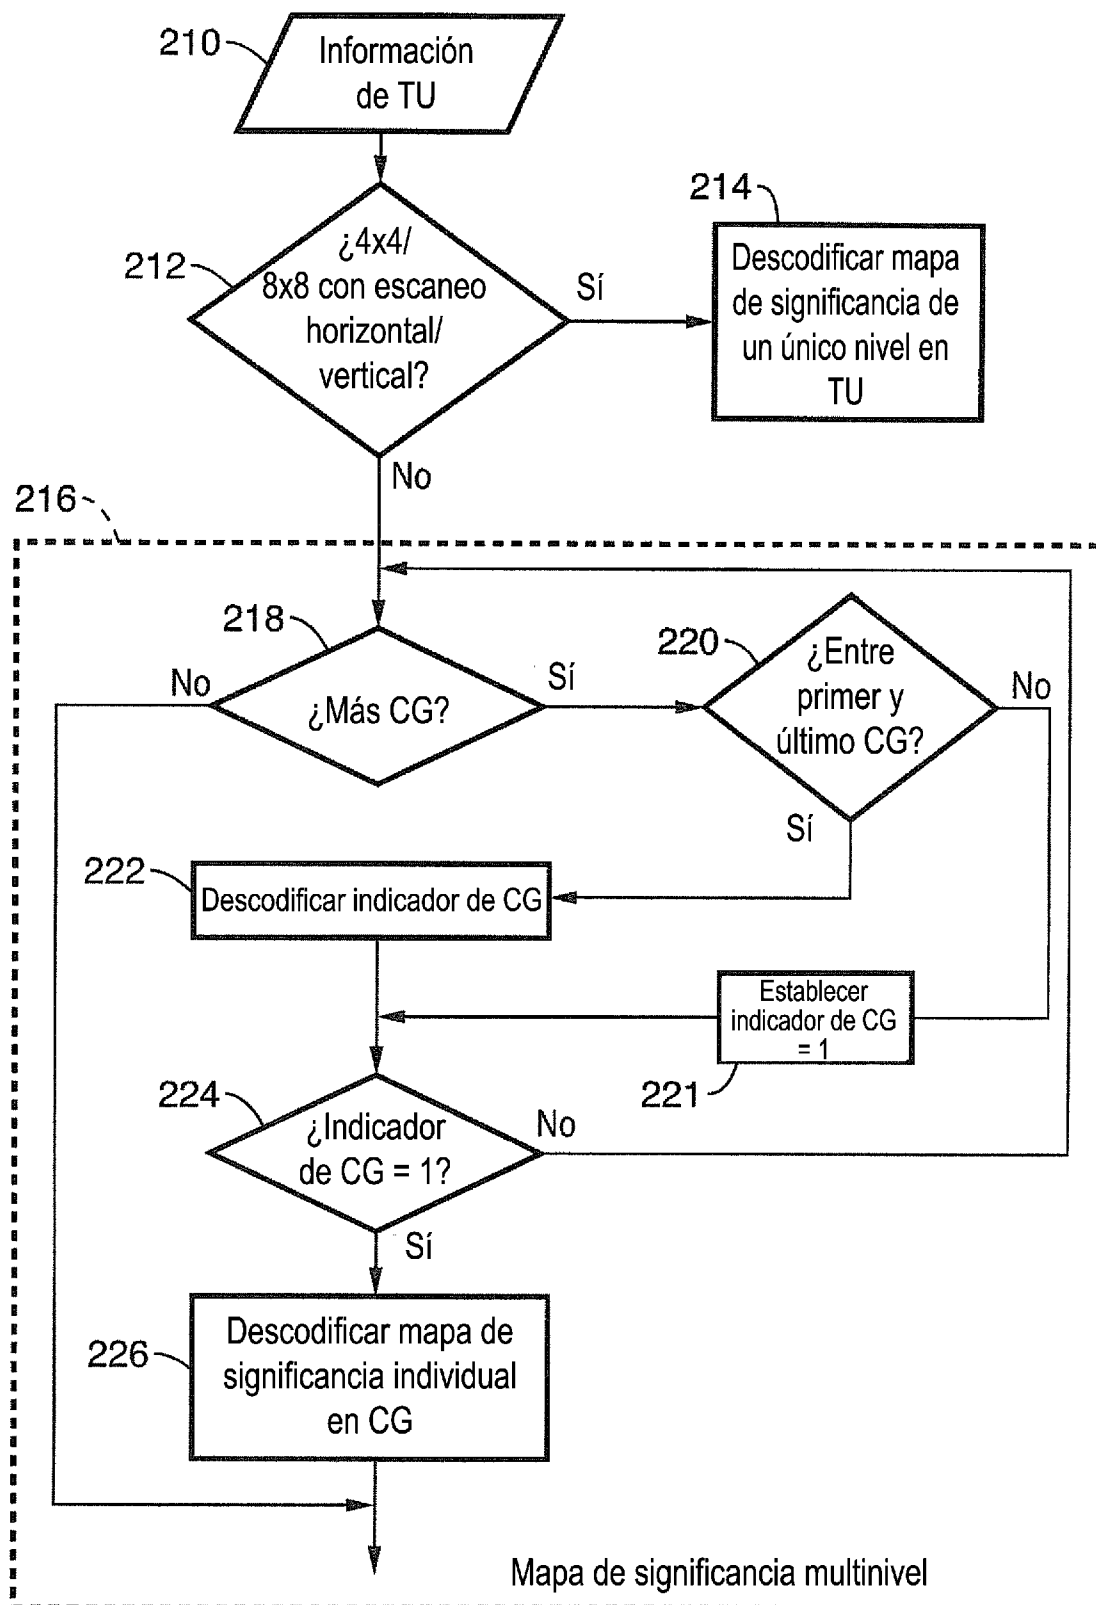 210
Información
de TU
212
¿4x4/
8x8 con escaneo
horizontal/
vertical?
Sí
214
Descodificar mapa
de significancia de
un único nivel en
TU
No
216
218
No
¿Más CG?
Sí
220
¿Entre
primer y
último CG?
No
Sí
222
Descodificar indicador de CG
Establecer
indicador de CG
= 1
221
224
¿Indicador
de CG = 1?
No
Sí
226
Descodificar mapa de
significancia individual
en CG
Mapa de significancia multinivel